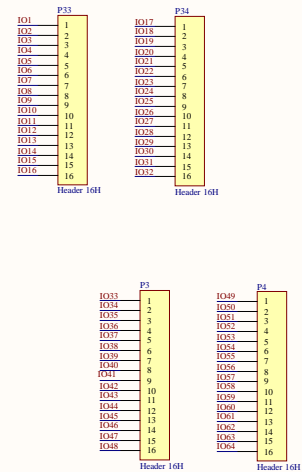 P33
IO1 1
IO2 2
IO3 3
IO4 4
IO5 5
IO6 6
IO7 7
IO8 8
IO9 9
IO10 10
IO11 11
IO12 12
IO13 13
IO14 14
IO15 15
IO16 16
Header 16H
P34
IO17 1
IO18 2
IO19 3
IO20 4
IO21 5
IO22 6
IO23 7
IO24 8
IO25 9
IO26 10
IO27 11
IO28 12
IO29 13
IO30 14
IO31 15
IO32 16
Header 16H
P3
IO33 1
IO34 2
IO35 3
IO36 4
IO37 5
IO38 6
IO39 7
IO40 8
IO41 9
IO42 10
IO43 11
IO44 12
IO45 13
IO46 14
IO47 15
IO48 16
Header 16H
P4
IO49 1
IO50 2
IO51 3
IO52 4
IO53 5
IO54 6
IO55 7
IO56 8
IO57 9
IO58 10
IO59 11
IO60 12
IO61 13
IO62 14
IO63 15
IO64 16
Header 16H